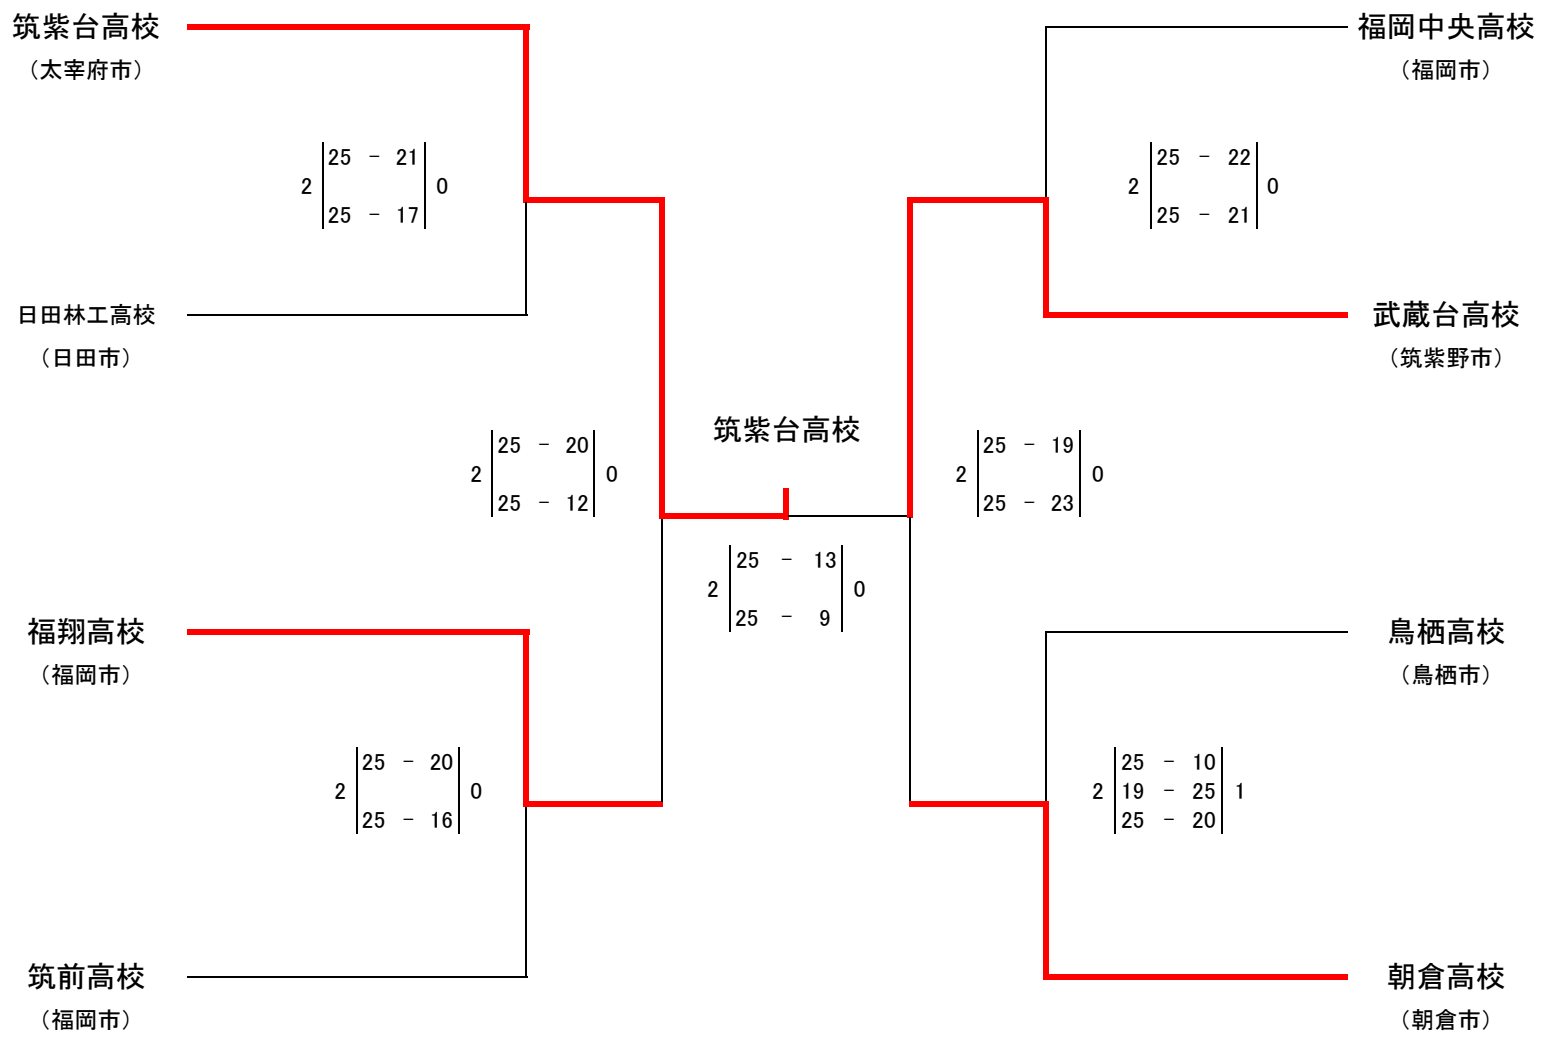 筑紫台高校
（太宰府市）
福岡中央高校
（福岡市）
25 － 21
2 0
25 － 17
25 － 22
2 0
25 － 21
日田林工高校
（日田市）
武蔵台高校
（筑紫野市）
筑紫台高校
25 － 20
2 0
25 － 12
25 － 19
2 0
25 － 23
25 － 13
2 0
25 － 9
福翔高校
（福岡市）
鳥栖高校
（鳥栖市）
25 － 20
2 0
25 － 16
25 － 10
2 19 － 25 1
25 － 20
筑前高校
（福岡市）
朝倉高校
（朝倉市）